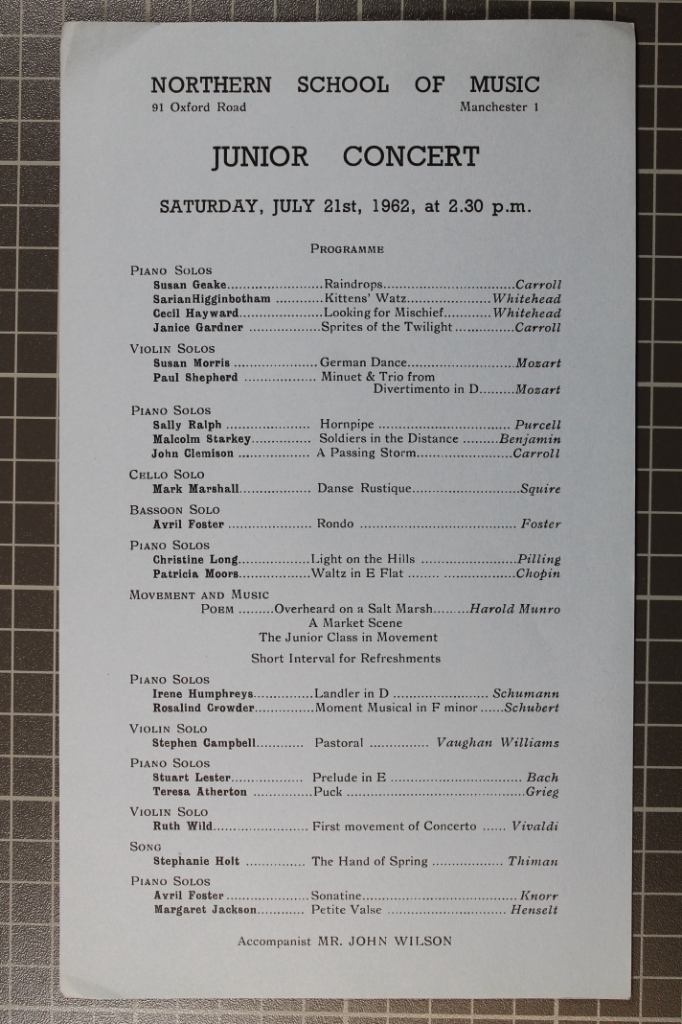 NORTHERN SCHOOL OF MUSIC
91 Oxford Road Manchester 1
JUNIOR CONCERT
SATURDAY, JULY 21st, 1962, at 2.30 p.m.
PROGRAMME
PIANO SOLOS
Susan Geake..............................Raindrops..........................................Carroll
SarianHigginbotham ...............Kittens' Watz..........................Whitehead
Cecil Hayward..........................Looking for Mischief...............Whitehead
Janice Gardner ......................Sprites of the Twilight...................Carroll
VIOLIN SOLOS
Susan Morris ..........................German Dance..................................Mozart
Paul Shepherd ....................... Minuet & Trio from
Divertimento in D...........Mozart
PIANO SOLOS
Sally Ralph .......................... Hornpipe ........................................ Purcell
Malcolm Starkey................... Soldiers in the Distance ...........Benjamin
John Clemison ...................... A Passing Storm..............................Carroll
CELLO SOLO
Mark Marshall...................... Danse Rustique..................................Squire
BASSOON SOLO
Avril Foster ......................... Rondo ................................................ Foster
PIANO SOLOS
Christine Long......................Light on the Hills ..............................Pilling
Patricia Moors......................Waltz in E Flat ........ .......................Chopin
MOVEMENT AND MUSIC
POEM ..........Overheard on a Salt Marsh..........Harold Munro
A Market Scene
The Junior Class in Movement
Short Interval for Refreshments
PIANO SOLOS
Irene Humphreys..................Landler in D ............................. Schumann
Rosalind Crowder..................Moment Musical in F minor ......Schubert
VIOLIN SOLO
Stephen Campbell.............. Pastoral ................. Vaughan Williams
PIANO SOLOS
Stuart Lester...................... Prelude in E ......................................... Bach
Teresa Atherton ..................Puck ......................................................Grieg
VIOLIN SOLO
Ruth Wild............................. First movement of Concerto ...... Vivaldi
SONG
Stephanie Holt .................. The Hand of Spring ..................... Thiman
PIANO SOLOS
Avril Foster .........................Sonatine................................................Knorr
Margaret Jackson............... Petite Valse .................................... Henselt
Accompanist MR. JOHN WILSON